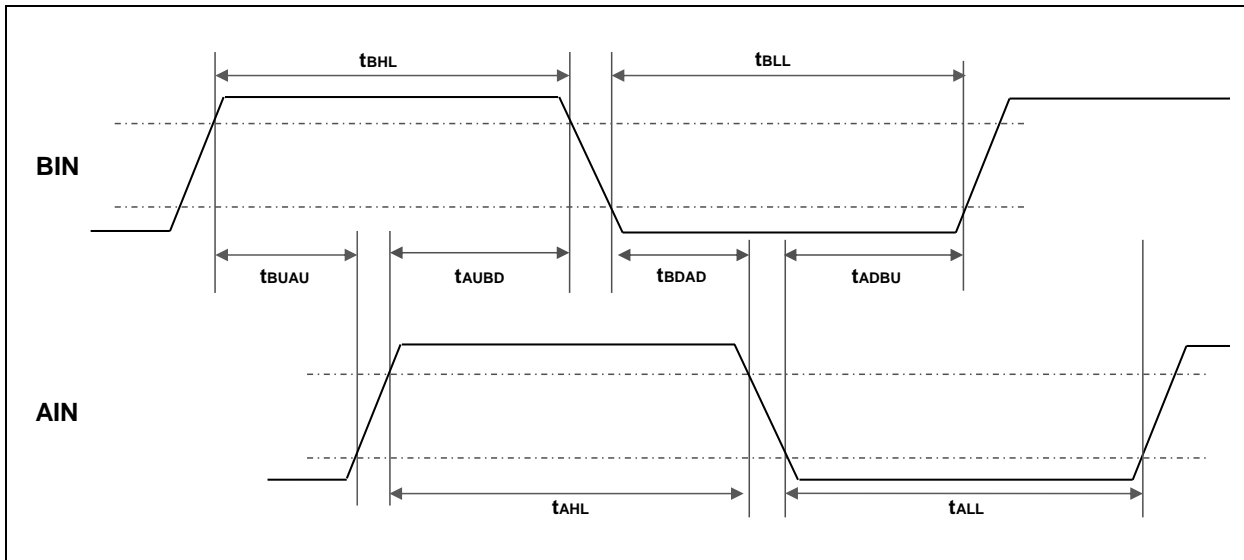 tBHL
tBLL
BIN
tBUAU
tAUBD
tBDAD
tADBU
AIN
tAHL
tALL